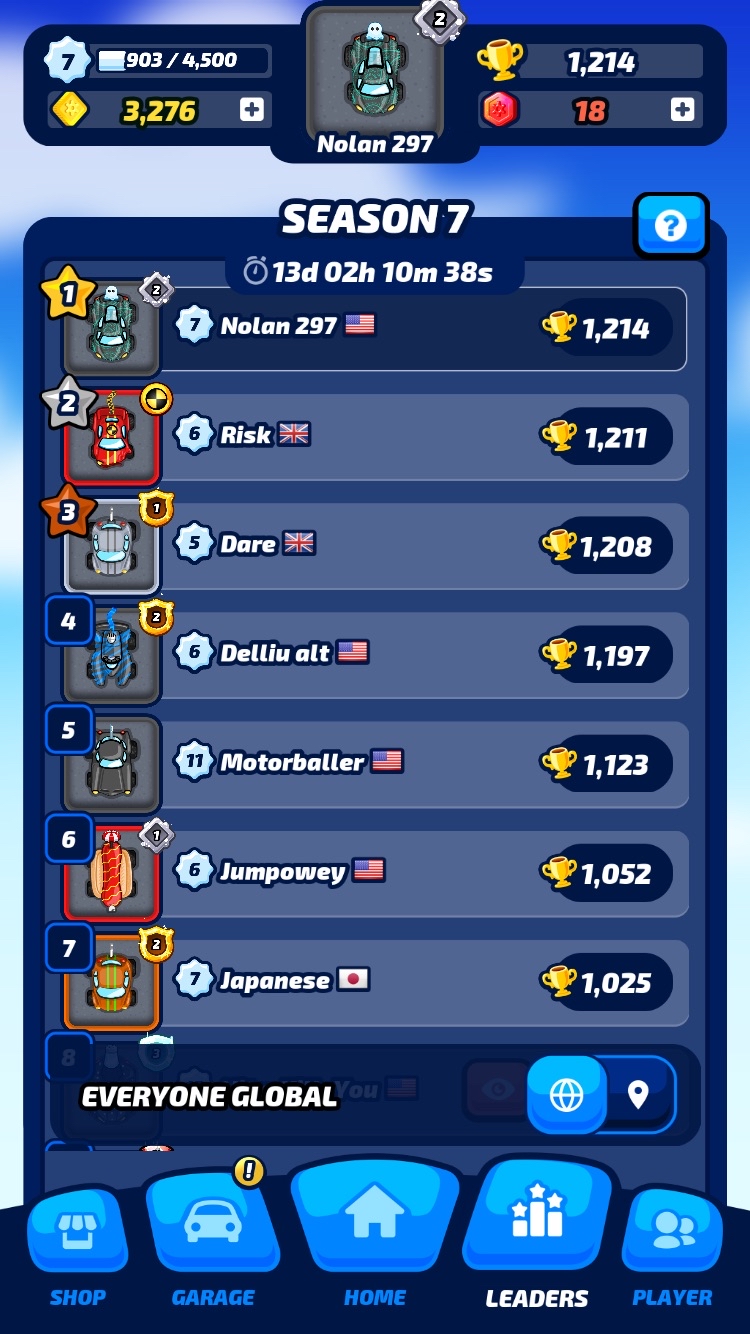 2
7 903 / 4,500 1,214
3,276 + 18 +
Nolan 297
SEASON 7
?
13d 02h 10m 38s
1 2 7 Nolan 297 1,214
2 6 Risk 1,211
3 1 5 Dare 1,208
4 2 6 Delliu alt 1,197
5 11 Motorballer 1,123
6 1 6 Jumpowey 1,052
7 2 7 Japanese 1,025
8 3 You
EVERYONE GLOBAL
!
SHOP GARAGE HOME LEADERS PLAYER